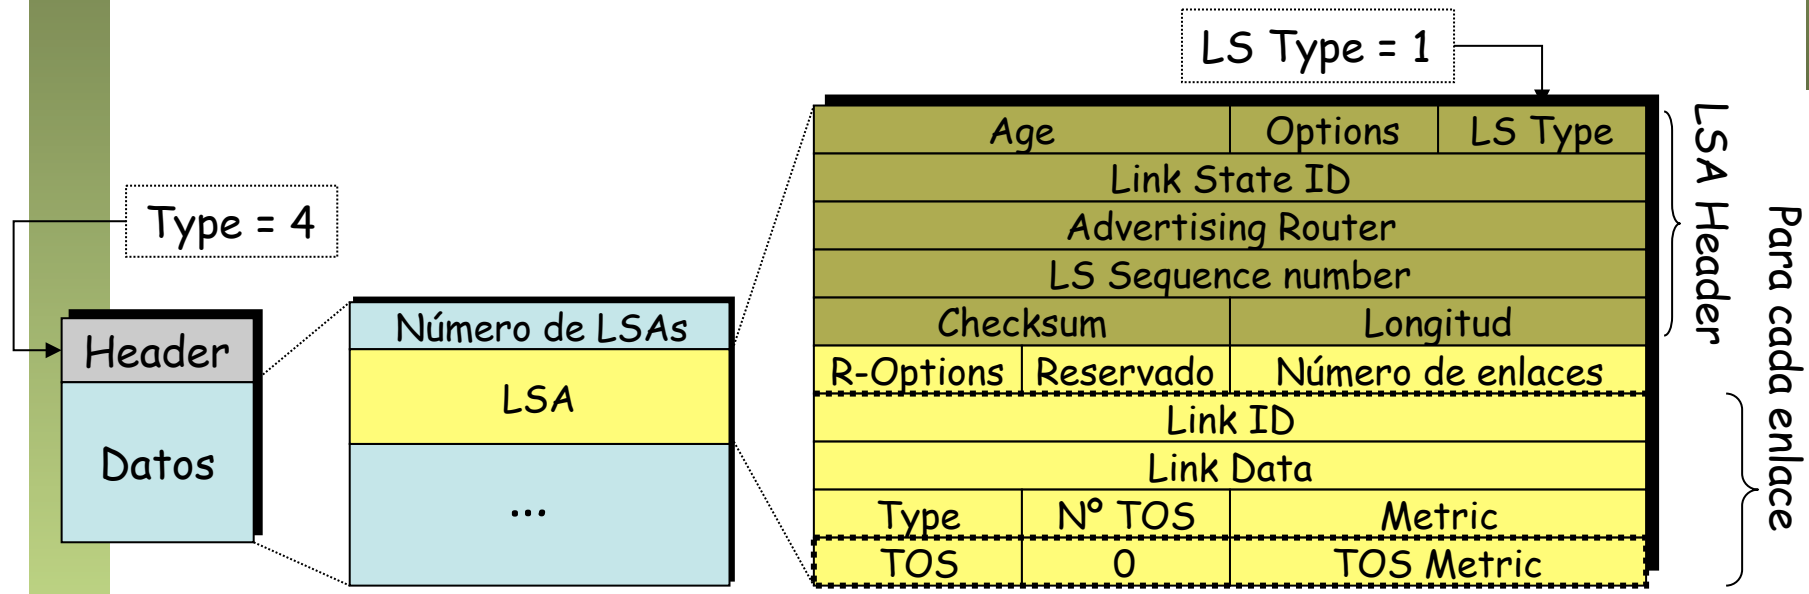 LS Type = 1
Type = 4
Header
Datos
Número de LSAs
LSA
...
Age Options LS Type
Link State ID
Advertising Router
LS Sequence number
Checksum Longitud
R-Options Reservado Número de enlaces
Link ID
Link Data
Type Nº TOS Metric
TOS 0 TOS Metric
LSA Header
Para cada enlace